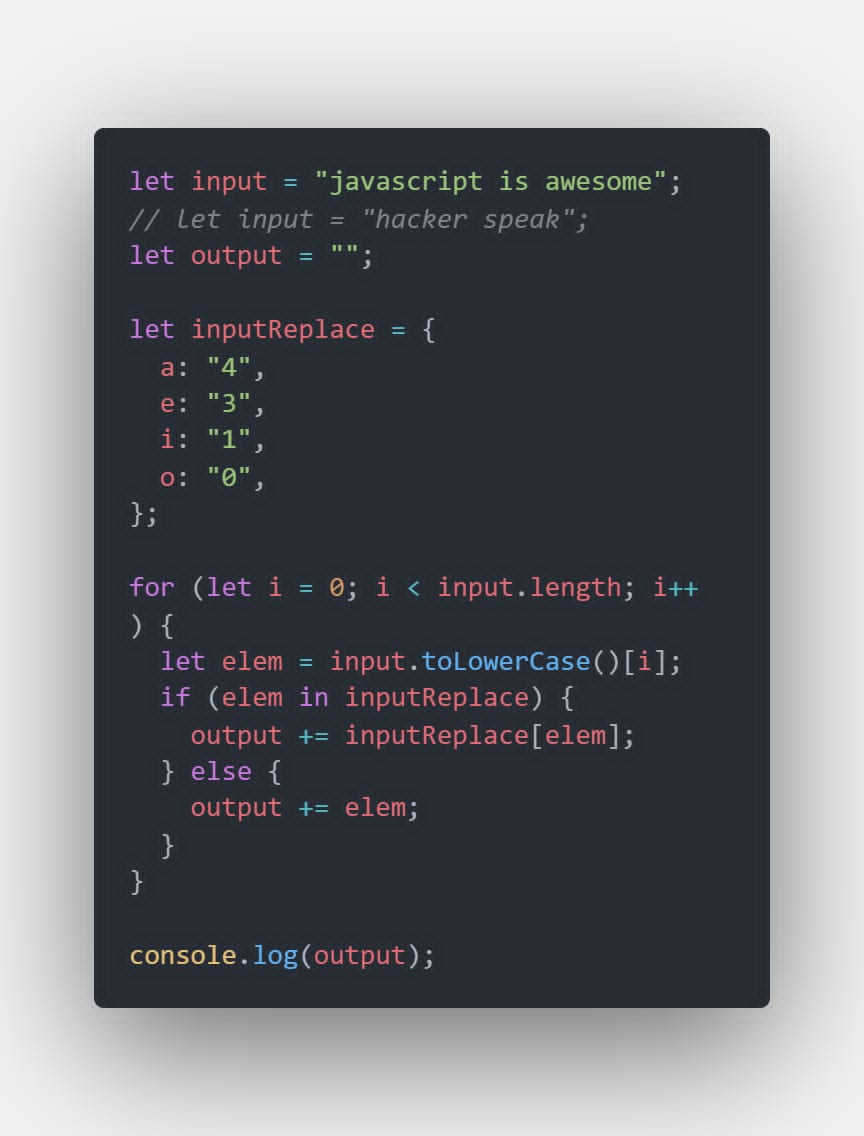 let input = "javascript is awesome";
// let input = "hacker speak";
let output = "";
let inputReplace = {
  a: "4",
  e: "3",
  i: "1",
  o: "0",
};
for (let i = 0; i < input.length; i++
) {
  let elem = input.toLowerCase()[i];
  if (elem in inputReplace) {
    output += inputReplace[elem];
  } else {
    output += elem;
  }
}
console.log(output);